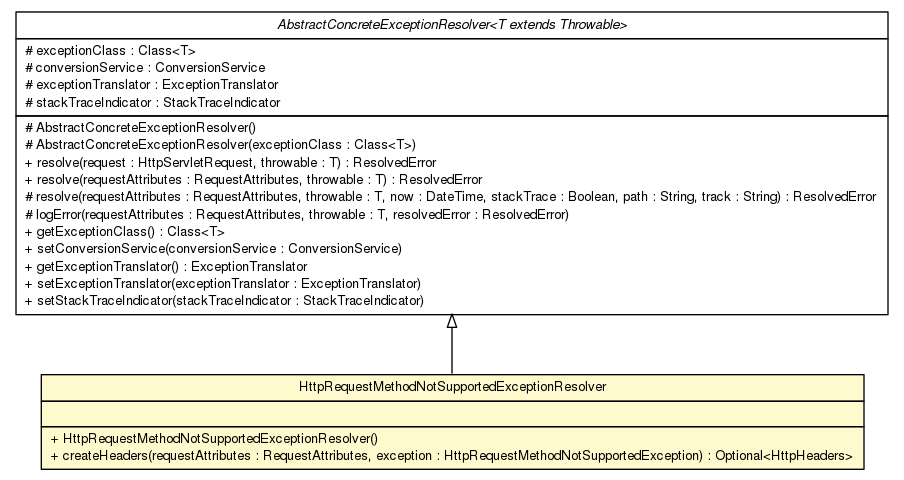 AbstractConcreteExceptionResolver<T extends Throwable>
# exceptionClass : Class<T>
# conversionService : ConversionService
# exceptionTranslator : ExceptionTranslator
# stackTraceIndicator : StackTraceIndicator
# AbstractConcreteExceptionResolver()
# AbstractConcreteExceptionResolver(exceptionClass : Class<T>)
+ resolve(request : HttpServletRequest, throwable : T) : ResolvedError
+ resolve(requestAttributes : RequestAttributes, throwable : T) : ResolvedError
# resolve(requestAttributes : RequestAttributes, throwable : T, now : DateTime, stackTrace : Boolean, path : String, track : String) : ResolvedError
# logError(requestAttributes : RequestAttributes, throwable : T, resolvedError : ResolvedError)
+ getExceptionClass() : Class<T>
+ setConversionService(conversionService : ConversionService)
+ getExceptionTranslator() : ExceptionTranslator
+ setExceptionTranslator(exceptionTranslator : ExceptionTranslator)
+ setStackTraceIndicator(stackTraceIndicator : StackTraceIndicator)
HttpRequestMethodNotSupportedExceptionResolver
+ HttpRequestMethodNotSupportedExceptionResolver()
+ createHeaders(requestAttributes : RequestAttributes, exception : HttpRequestMethodNotSupportedException) : Optional<HttpHeaders>